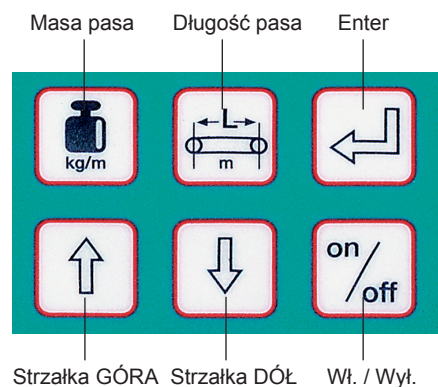 Masa pasa Długość pasa Enter
kg/m
L
m
on
/off
Strzałka GÓRA Strzałka DÓŁ Wł. / Wył.